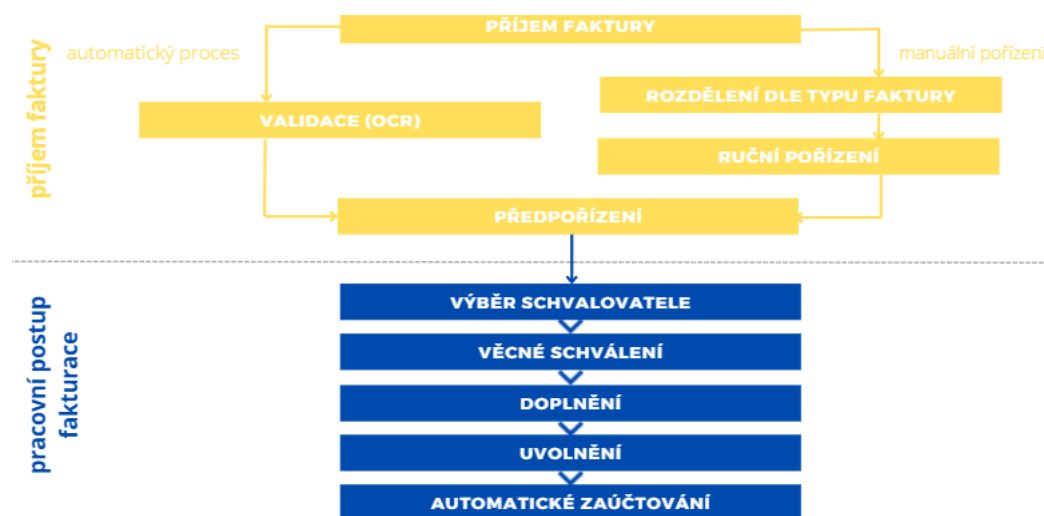 PŘÍJEM FAKTURY
automatický proces
manuální pořízení
příjem faktury
ROZDĚLENÍ DLE TYPU FAKTURY
VALIDACE (OCR)
RUČNÍ POŘÍZENÍ
PŘEDPOŘÍZENÍ
pracovní postup
fakturace
VÝBĚR SCHVALOVATELE
VĚCNÉ SCHVÁLENÍ
DOPLNĚNÍ
UVOLNĚNÍ
AUTOMATICKÉ ZAÚČTOVÁNÍ